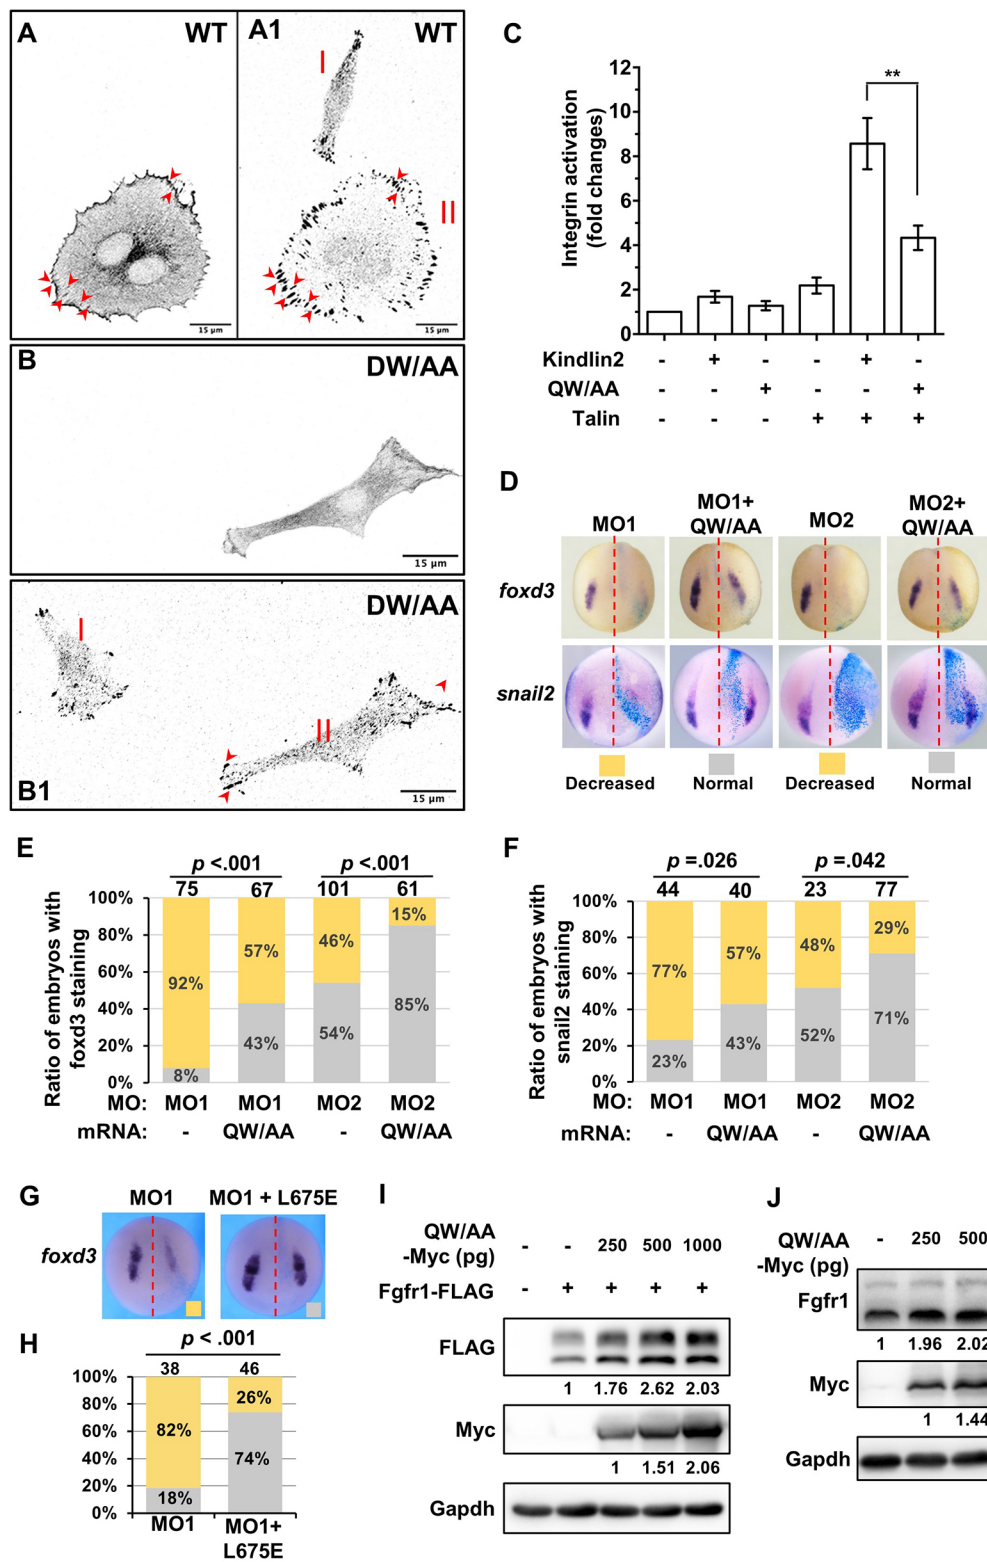 A WT
A1 WT
I
II
15 μm
15 μm
B DW/AA
15 μm
DW/AA
I
II
B1
15 μm
C
Integrin activation
(fold changes)
12
10
8
6
4
2
0
**
Kindlin2 - + - - + -
QW/AA - - + - - +
Talin - - - + + +
D
MO1
MO1+
QW/AA
MO2
MO2+
QW/AA
foxd3
snail2
Decreased Normal Decreased Normal
E
p <.001 p <.001
75 67 101 61
Ratio of embryos with
foxd3 staining
100%
80%
60%
40%
20%
0%
92% 57% 46% 15%
8% 43% 54% 85%
MO: MO1 MO1 MO2 MO2
mRNA: - QW/AA - QW/AA
F
p =.026 p =.042
44 40 23 77
Ratio of embryos with
snail2 staining
100%
80%
60%
40%
20%
0%
77% 57% 48% 29%
23% 43% 52% 71%
MO: MO1 MO1 MO2 MO2
mRNA: - QW/AA - QW/AA
G
MO1 MO1 + L675E
foxd3
H
p < .001
38 46
100%
80%
60%
40%
20%
0%
82% 26%
18% 74%
MO1 MO1+
L675E
I
QW/AA
-Myc (pg) - - 250 500 1000
Fgfr1-FLAG - + + + +
FLAG
1 1.76 2.62 2.03
Myc
1 1.51 2.06
Gapdh
J
QW/AA
-Myc (pg) - 250 500
Fgfr1
1 1.96 2.02
Myc
1 1.44
Gapdh